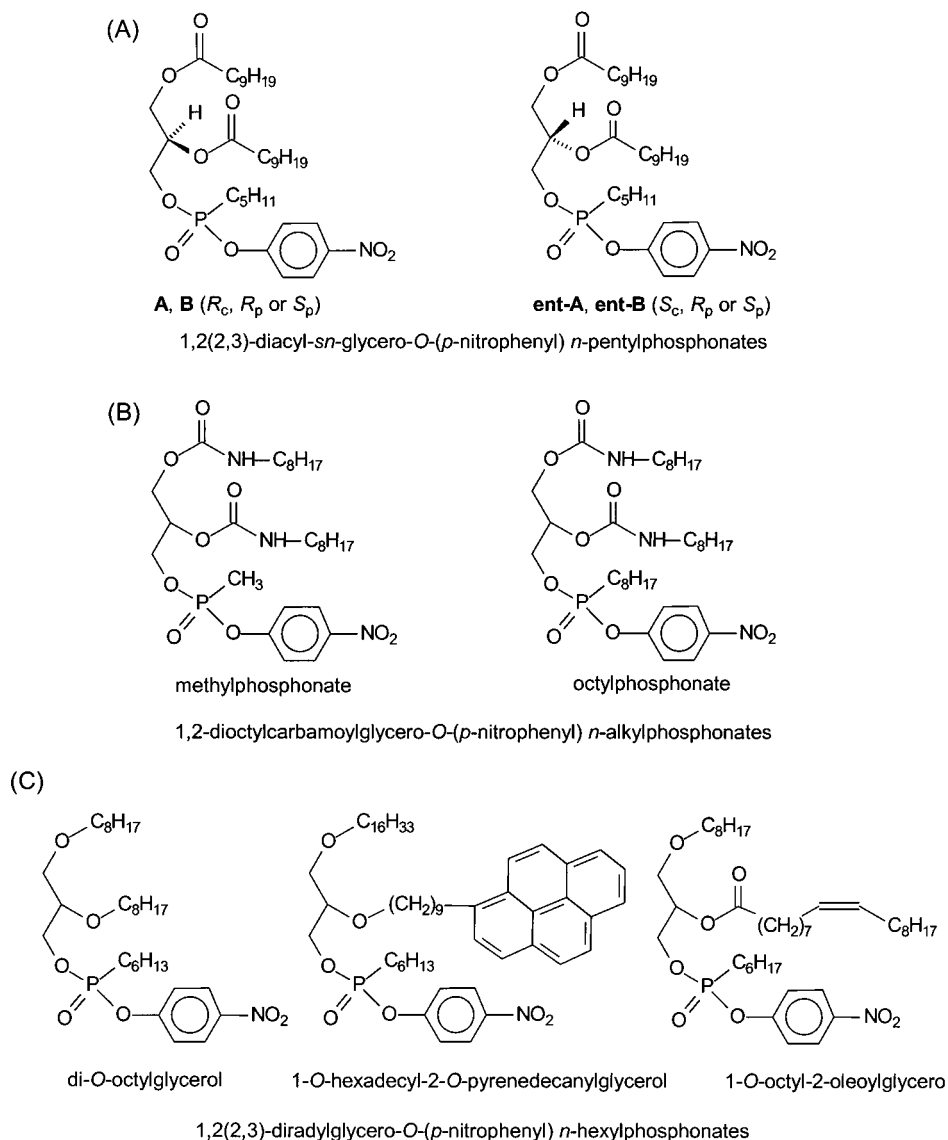 (A)
O
O
C₉H₁₉
H
O
O
C₉H₁₉
O
C₅H₁₁
P
O
O
NO₂
A, B (Rc, Rp or Sp)
O
O
C₉H₁₉
H
O
O
C₉H₁₉
O
C₅H₁₁
P
O
O
NO₂
ent-A, ent-B (Sc, Rp or Sp)
1,2(2,3)-diacyl-sn-glycero-O-(p-nitrophenyl) n-pentylphosphonates
(B)
O
O
NH
C₈H₁₇
O
O
NH
C₈H₁₇
O
CH₃
P
O
O
NO₂
methylphosphonate
O
O
NH
C₈H₁₇
O
O
NH
C₈H₁₇
O
C₈H₁₇
P
O
O
NO₂
octylphosphonate
1,2-dioctylcarbamoylglycero-O-(p-nitrophenyl) n-alkylphosphonates
(C)
C₈H₁₇
O
C₈H₁₇
O
O
C₆H₁₃
P
O
O
NO₂
di-O-octylglycerol
C₁₆H₃₃
O
O
(CH₂)₉
O
C₆H₁₃
P
O
O
NO₂
1-O-hexadecyl-2-O-pyrenedecanylglycerol
C₈H₁₇
O
O
O
(CH₂)₇
C₈H₁₇
O
C₆H₁₇
P
O
O
NO₂
1-O-octyl-2-oleoylglycero
1,2(2,3)-diradylglycero-O-(p-nitrophenyl) n-hexylphosphonates